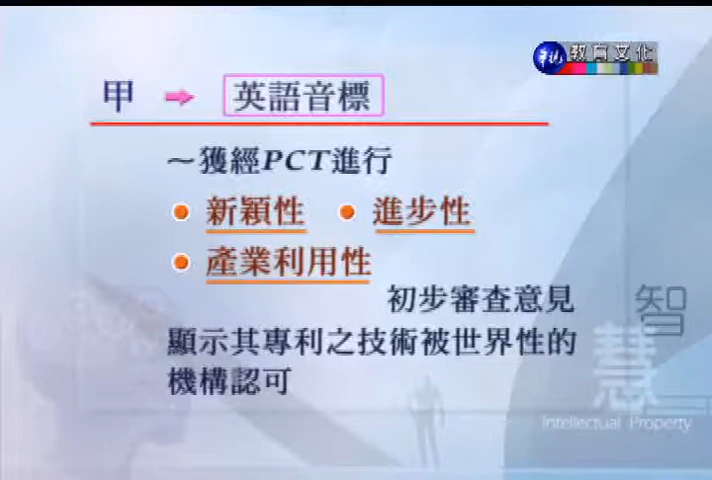 華視 教育文化
甲 ➡ 英語音標
～獲經PCT進行
• 新穎性 • 進步性
• 產業利用性
初步審查意見
顯示其專利之技術被世界性的
機構認可
智
慧
Intellectual Property